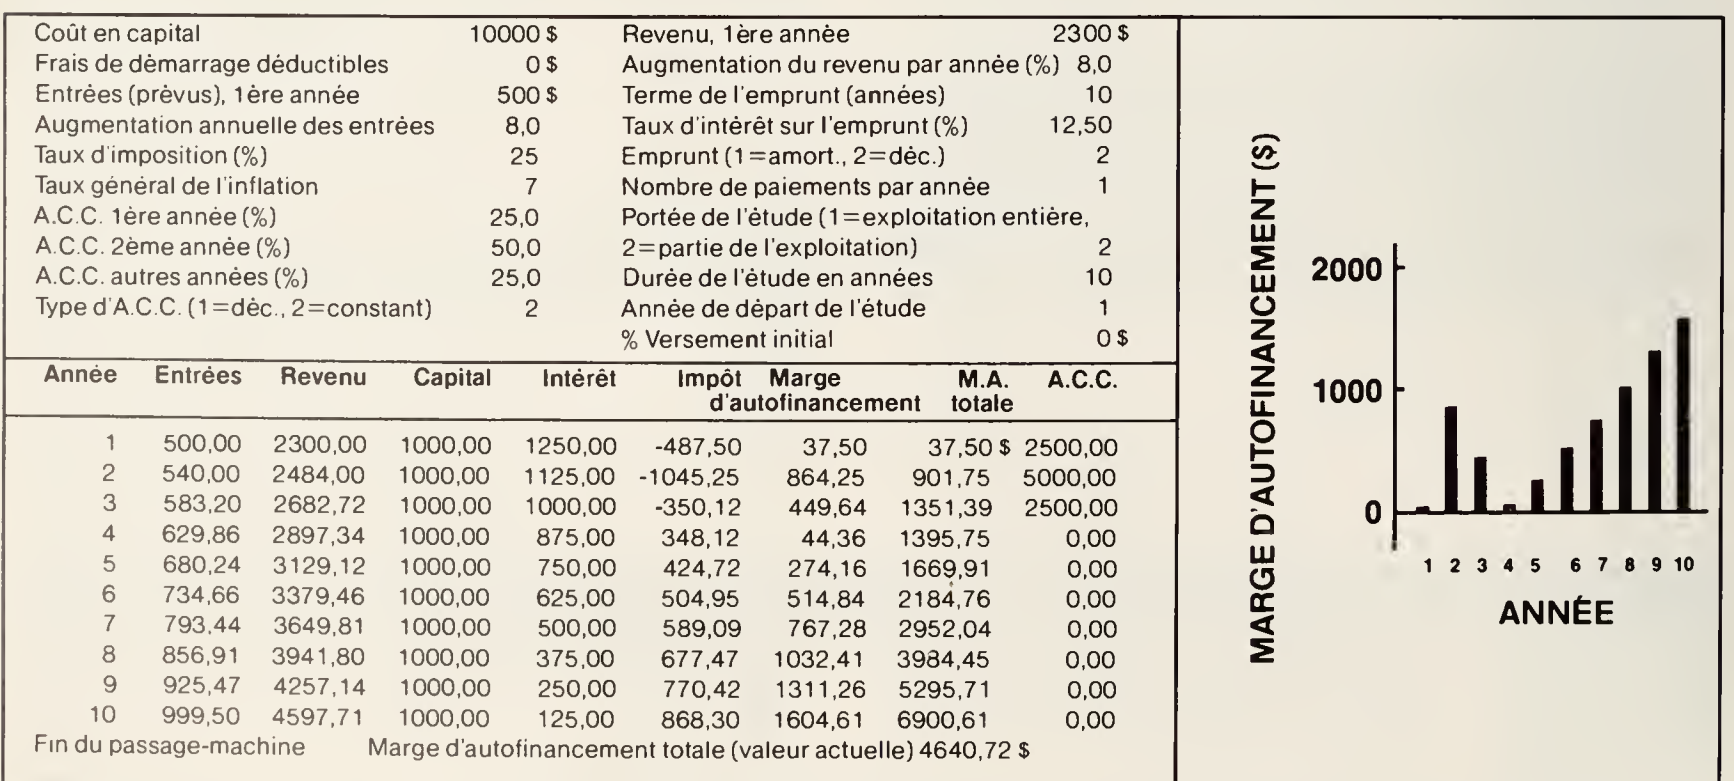 Coût en capital 10000 $ Revenu, 1ère année 2300 $
Frais de démarrage déductibles 0 $ Augmentation du revenu par année (%) 8,0
Entrées (prévus), 1ère année 500 $ Terme de l'emprunt (années) 10
Augmentation annuelle des entrées 8,0 Taux d'intérêt sur l'emprunt (%) 12,50
Taux d'imposition (%) 25 Emprunt (1=amort., 2=déc.) 2
Taux général de l'inflation 7 Nombre de paiements par année 1
A.C.C. 1ère année (%) 25,0 Portée de l'étude (1=exploitation entière,
A.C.C. 2ème année (%) 50,0 2=partie de l'exploitation) 2
A.C.C. autres années (%) 25,0 Durée de l'étude en années 10
Type d'A.C.C. (1=déc., 2=constant) 2 Année de départ de l'étude 1
% Versement initial 0 $
Année Entrées Revenu Capital Intérêt Impôt Marge M.A. A.C.C.
d'autofinancement totale
1 500,00 2300,00 1000,00 1250,00 -487,50 37,50 37,50 $ 2500,00
2 540,00 2484,00 1000,00 1125,00 -1045,25 864,25 901,75 5000,00
3 583,20 2682,72 1000,00 1000,00 -350,12 449,64 1351,39 2500,00
4 629,86 2897,34 1000,00 875,00 348,12 44,36 1395,75 0,00
5 680,24 3129,12 1000,00 750,00 424,72 274,16 1669,91 0,00
6 734,66 3379,46 1000,00 625,00 504,95 514,84 2184,76 0,00
7 793,44 3649,81 1000,00 500,00 589,09 767,28 2952,04 0,00
8 856,91 3941,80 1000,00 375,00 677,47 1032,41 3984,45 0,00
9 925,47 4257,14 1000,00 250,00 770,42 1311,26 5295,71 0,00
10 999,50 4597,71 1000,00 125,00 868,30 1604,61 6900,61 0,00
Fin du passage-machine Marge d'autofinancement totale (valeur actuelle) 4640,72 $
MARGE D'AUTOFINANCEMENT ($)
2000
1000
0
1 2 3 4 5 6 7 8 9 10
ANNÉE